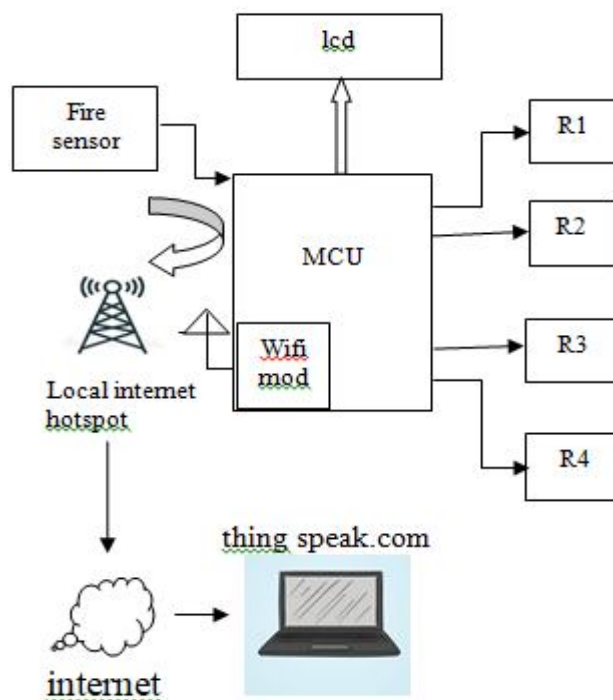 lcd
Fire
sensor
R1
R2
MCU
Wifi
mod
R3
Local internet
hotspot
R4
thing speak.com
internet